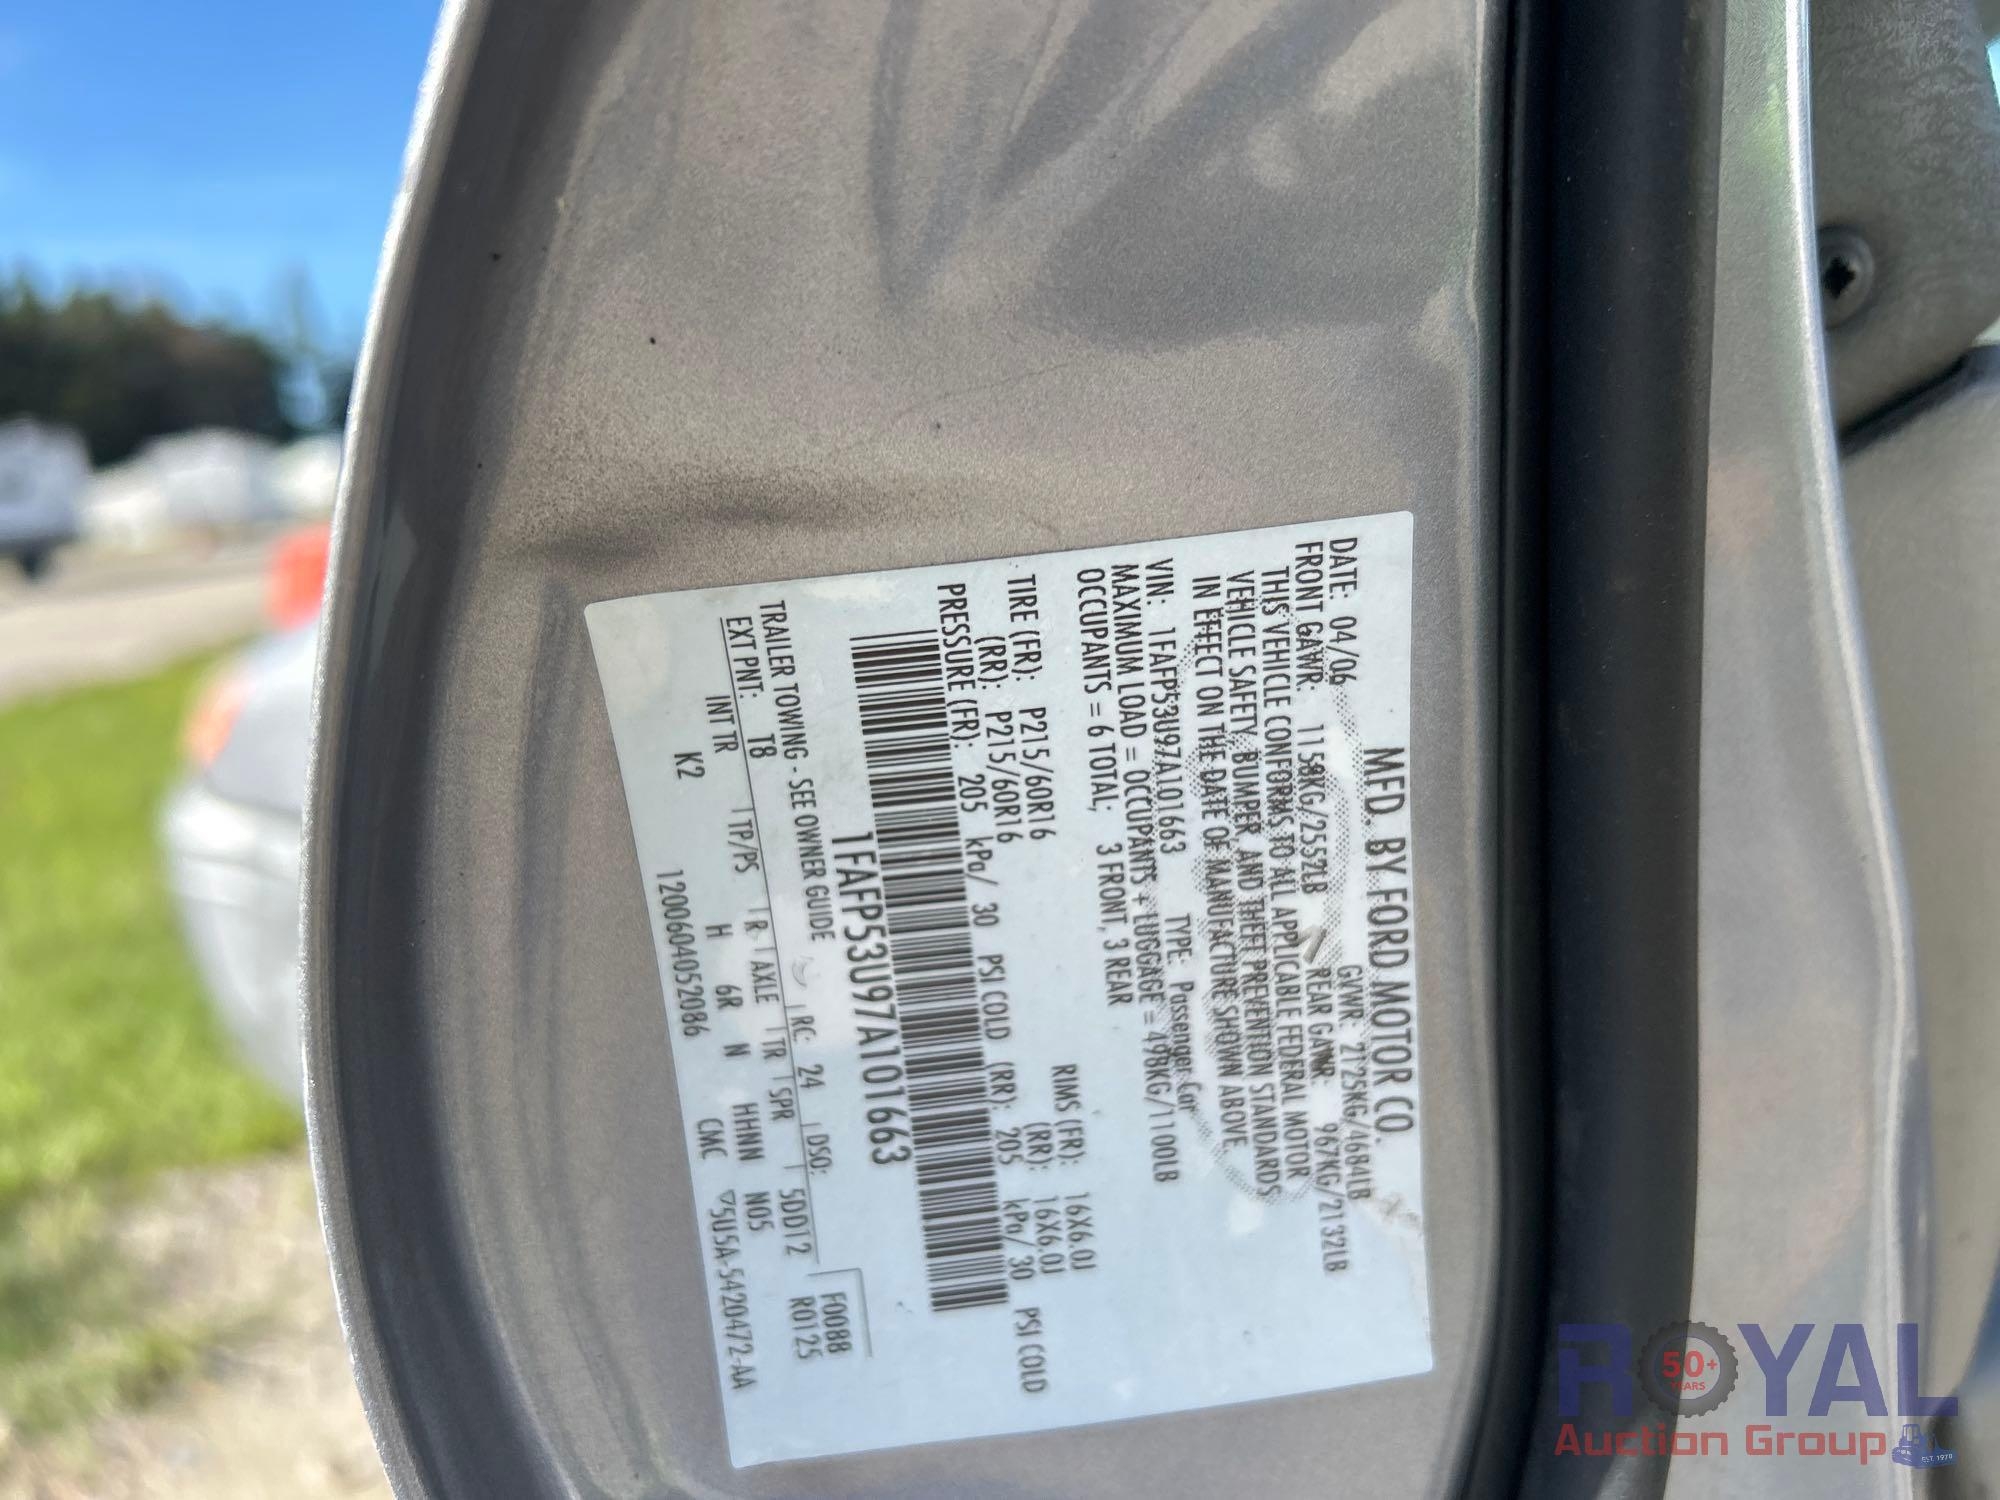 MFD. BY FORD MOTOR CO.
DATE: 04/06 GVWR: 2125KG/4684LB
FRONT GAWR: 1158KG/2552LB REAR GAWR: 967KG/2132LB
THIS VEHICLE CONFORMS TO ALL APPLICABLE FEDERAL MOTOR
VEHICLE SAFETY, BUMPER, AND THEFT PREVENTION STANDARDS
IN EFFECT ON THE DATE OF MANUFACTURE SHOWN ABOVE.
VIN: 1FAFP53U97A101663 TYPE: Passenger Car
MAXIMUM LOAD = OCCUPANTS + LUGGAGE = 498KG/1100LB
OCCUPANTS = 6 TOTAL; 3 FRONT, 3 REAR
TIRE (FR): P215/60R16 RIMS (FR): 16X6.0J
(RR): P215/60R16 (RR): 16X6.0J
PRESSURE (FR): 205 kPa/ 30 PSI COLD (RR): 205 kPa/ 30 PSI COLD
1FAFP53U97A101663
F0088
R0125
TRAILER TOWING - SEE OWNER GUIDE RC: 24 DSO:
EXT PNT: T8 5DD12
INT TR TP/PS R AXLE TR SPR
K2 H 6R N HHNN N05
1200604052086 CMC ▽5U5A-5420472-AA
ROYAL
50+
YEARS
Auction Group
EST. 1970